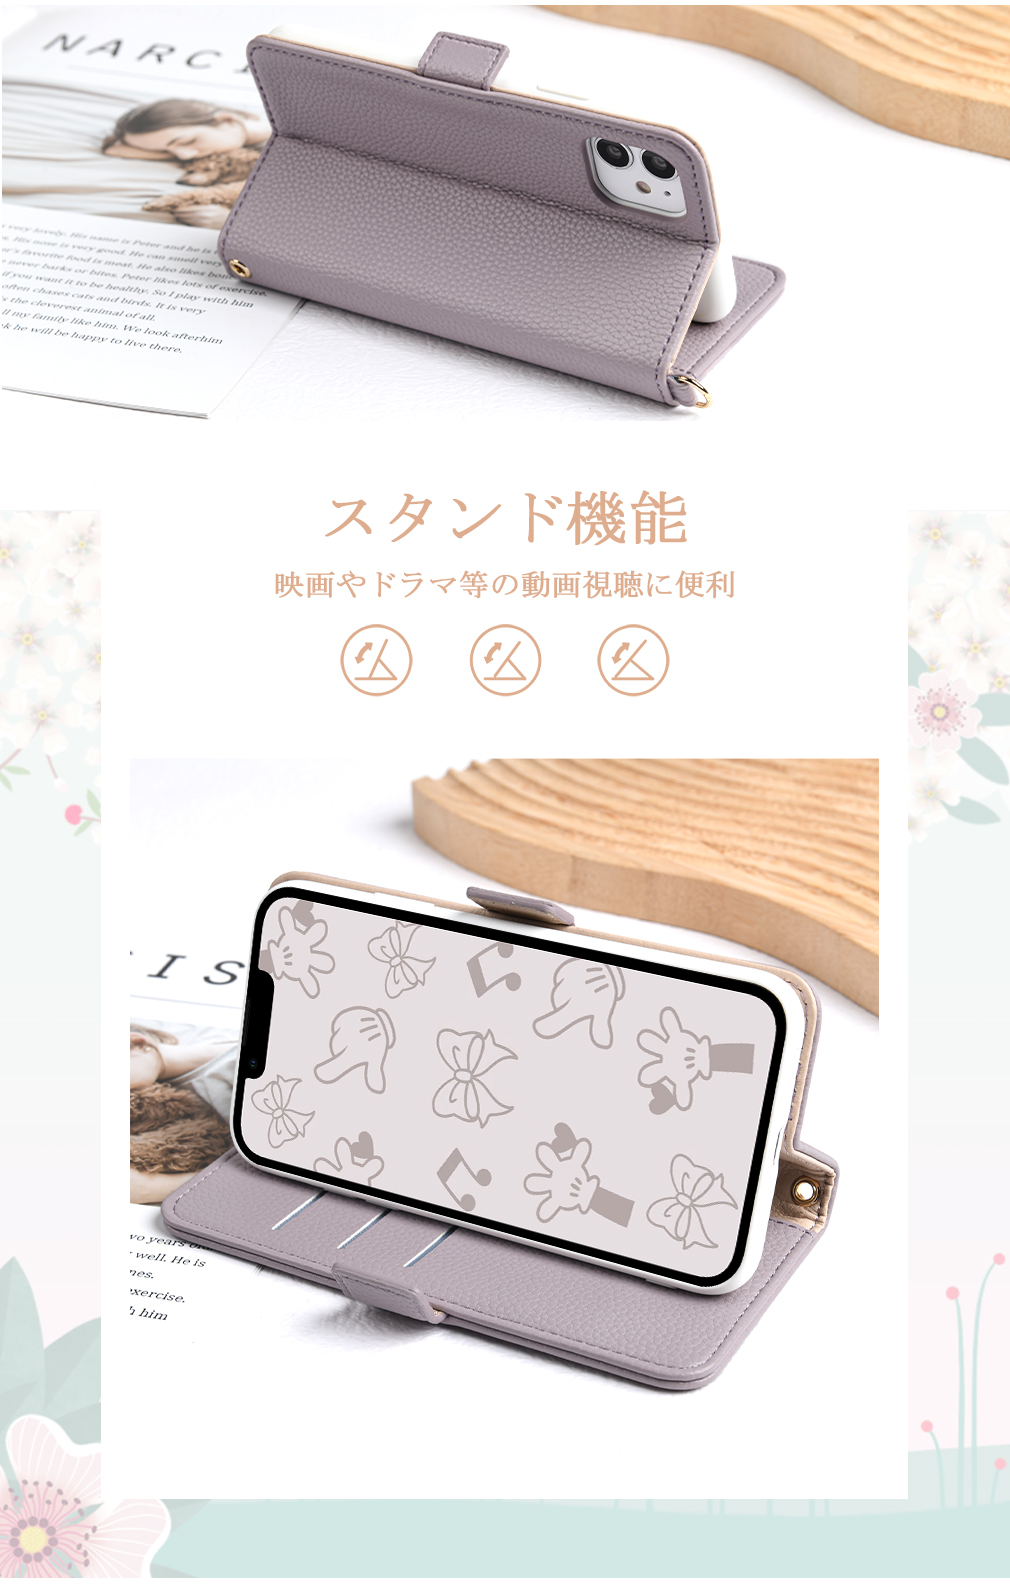 NARCI
very lovely. His name is Peter and he is
His nose is very good. He can smell very
favorite food is meat. He also likes bon
never barks or bites. Peter likes lots of exercise.
if you want it to be healthy. So I play with him
often chases cats and birds. It is very
s the cleverest animal of all.
ll my family like him. We look afterhim
k he will be happy to live there.
スタンド機能
映画やドラマ等の動画視聴に便利
IS
wo years
well. He is
nes.
exercise.
h him